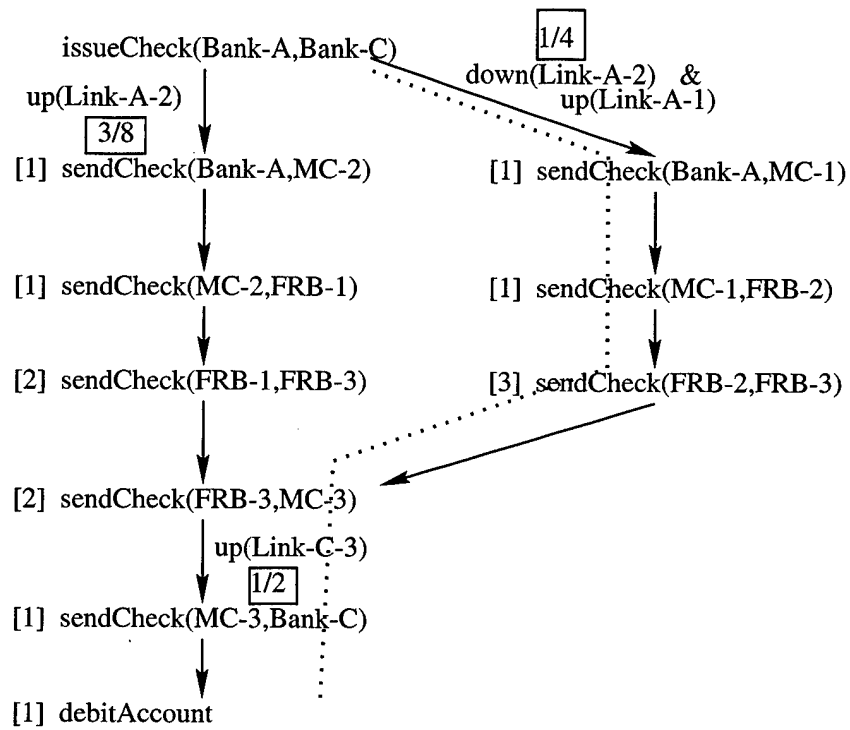 issueCheck(Bank-A,Bank-C)
1/4
down(Link-A-2) &
up(Link-A-1)
up(Link-A-2)
3/8
[1] sendCheck(Bank-A,MC-2)
[1] sendCheck(Bank-A,MC-1)
[1] sendCheck(MC-2,FRB-1)
[1] sendCheck(MC-1,FRB-2)
[2] sendCheck(FRB-1,FRB-3)
[3] sendCheck(FRB-2,FRB-3)
[2] sendCheck(FRB-3,MC-3)
up(Link-C-3)
1/2
[1] sendCheck(MC-3,Bank-C)
[1] debitAccount